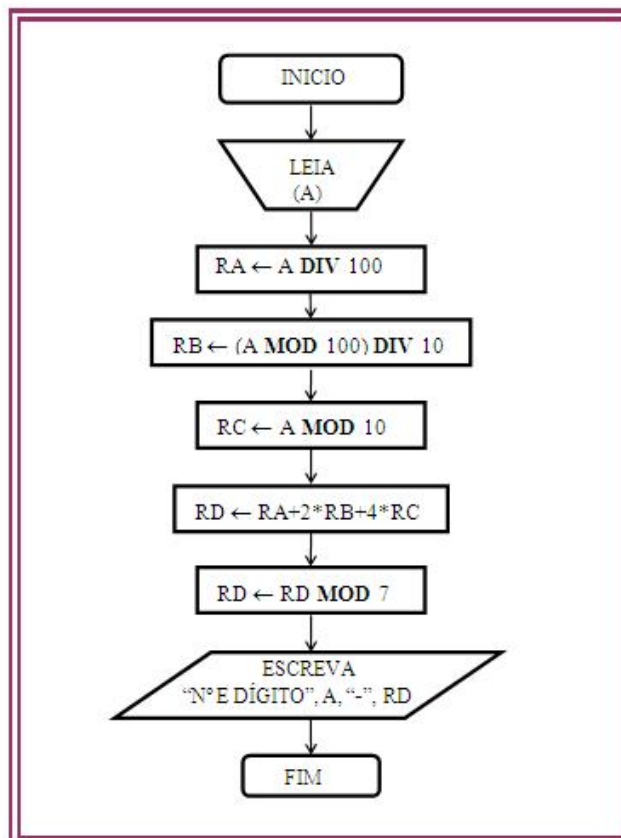 INICIO
LEIA
(A)
RA ← A DIV 100
RB ← (A MOD 100) DIV 10
RC ← A MOD 10
RD ← RA+2*RB+4*RC
RD ← RD MOD 7
ESCREVA
“Nº E DÍGITO”, A, “-”, RD
FIM